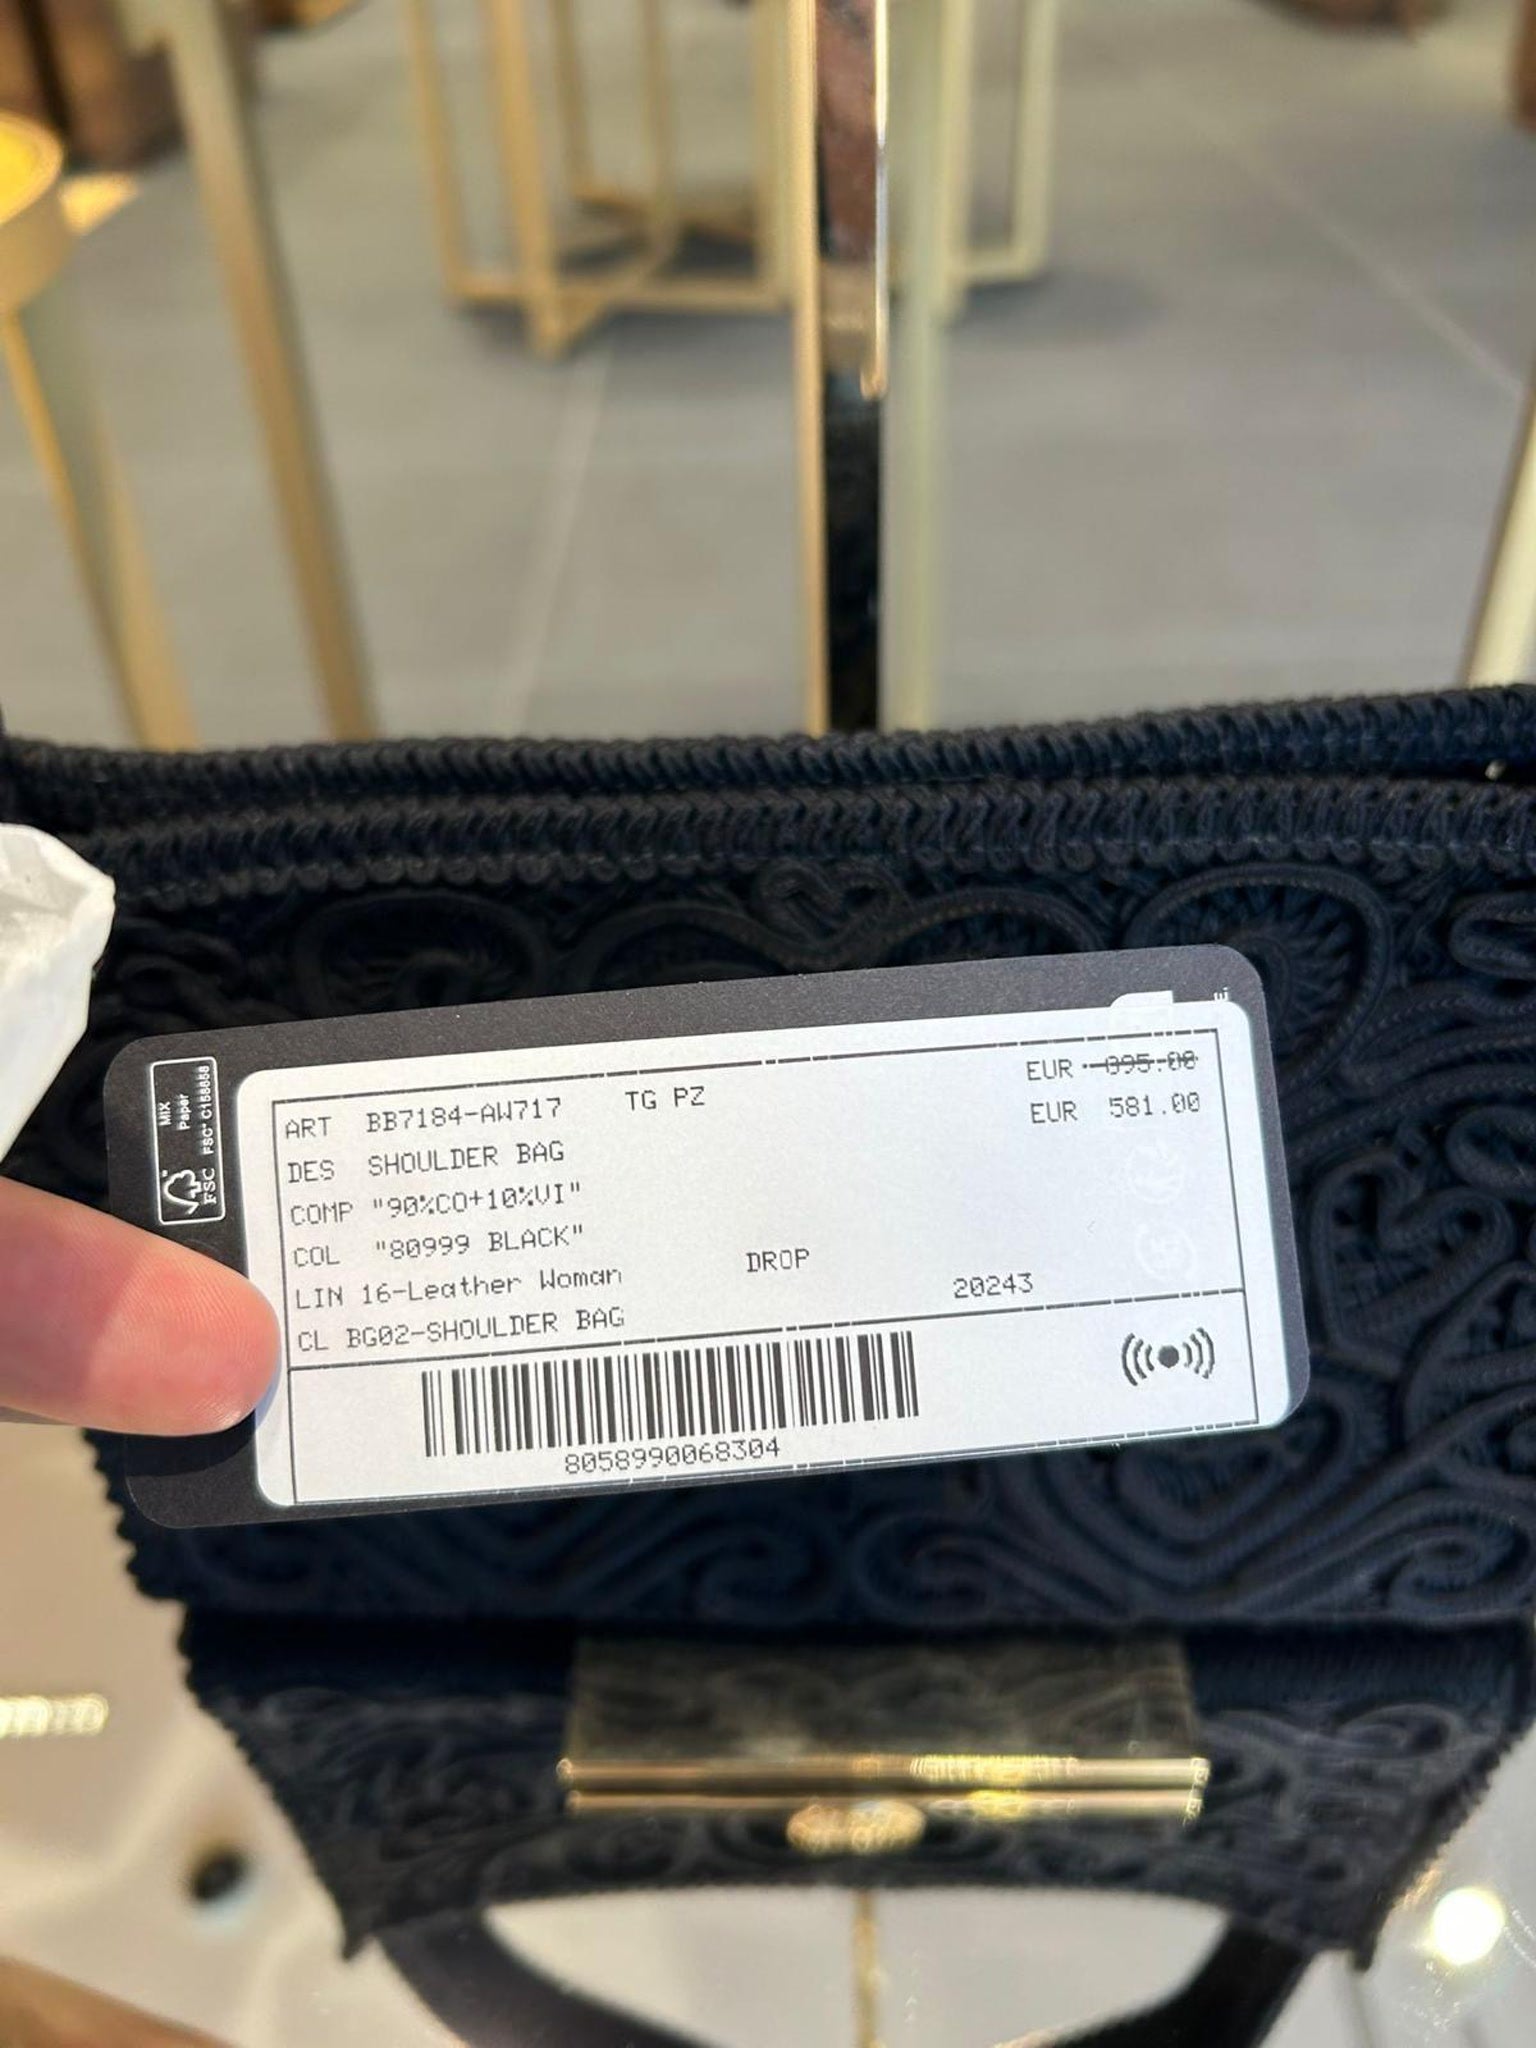 MIX
Paper
FSC FSC® C158658
ART BB7184-AW717 TG PZ EUR 895.00
EUR 581.00
DES SHOULDER BAG
COMP "90%CO+10%VI"
COL "80999 BLACK"
LIN 16-Leather Woman DROP 20243
CL BG02-SHOULDER BAG
8058990068304